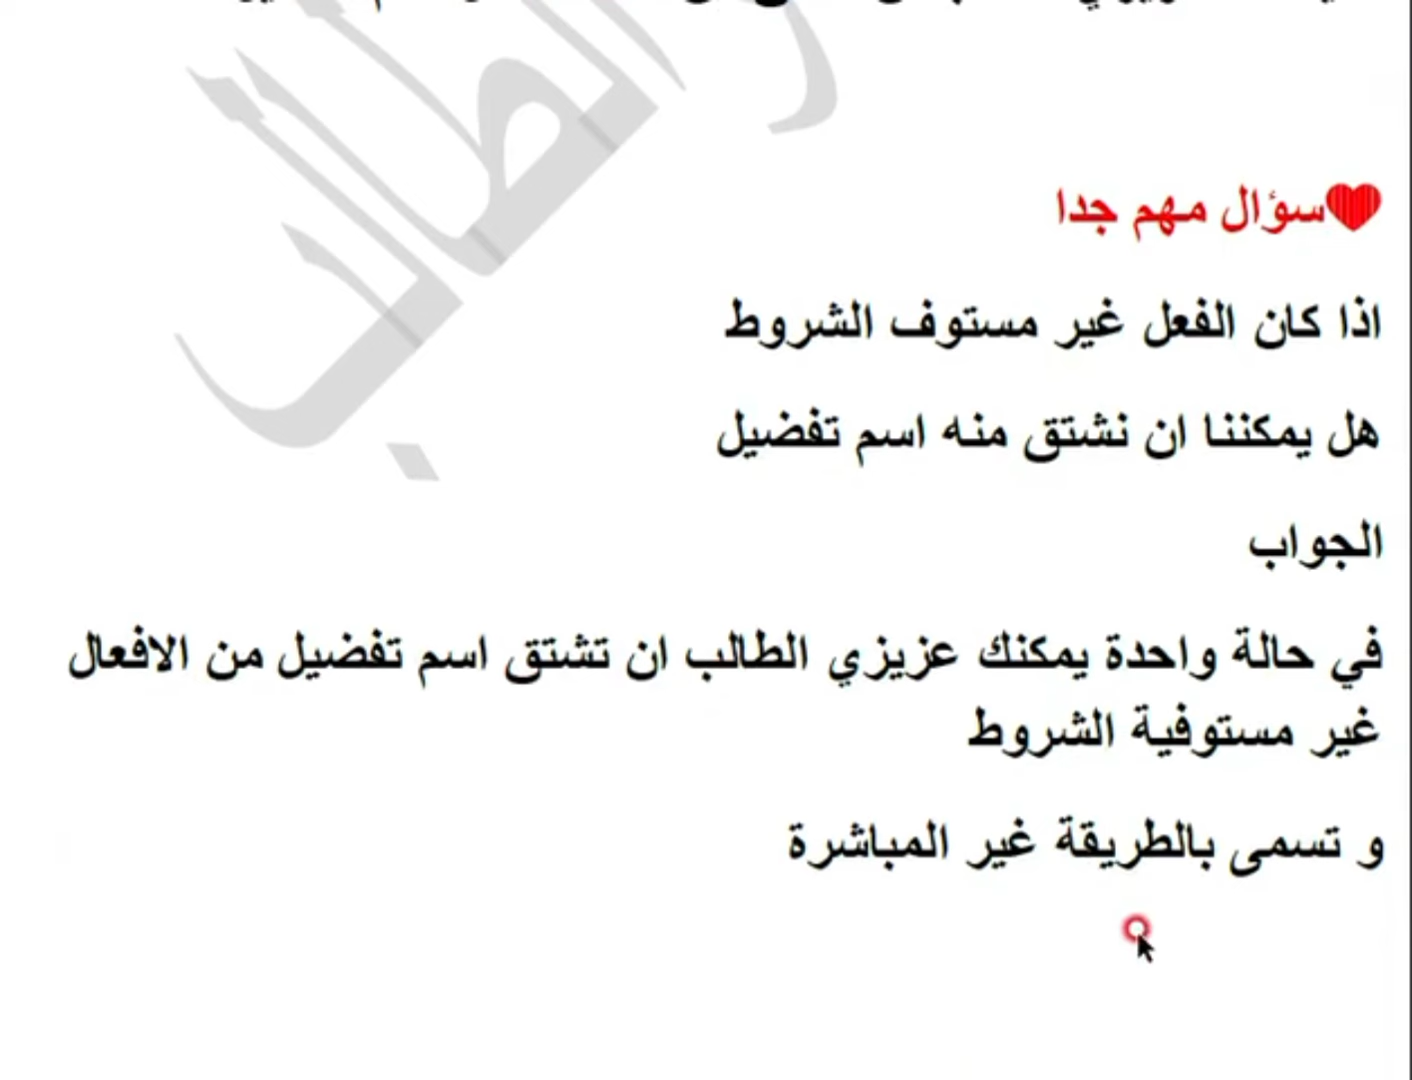 سؤال مهم جدا
اذا كان الفعل غير مستوف الشروط
هل يمكننا ان نشتق منه اسم تفضيل
الجواب
في حالة واحدة يمكنك عزيزي الطالب ان تشتق اسم تفضيل من الافعال
غير مستوفية الشروط
و تسمى بالطريقة غير المباشرة